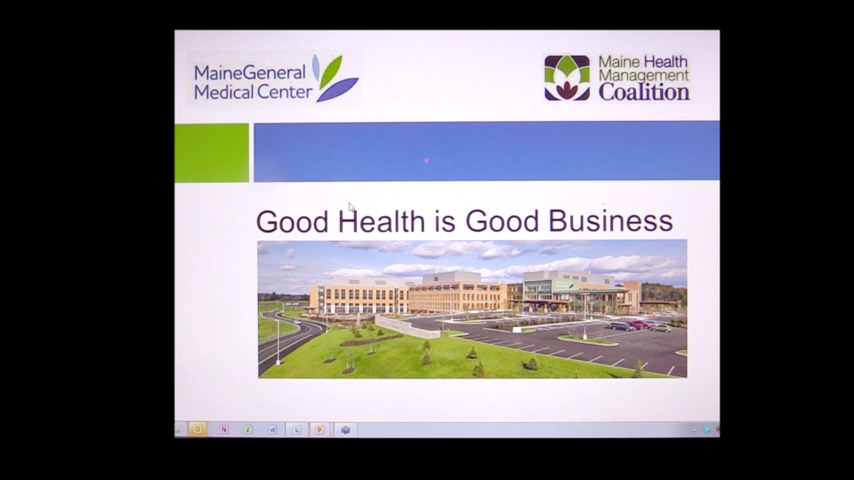 MaineGeneral
Medical Center
Maine Health
Management
Coalition
Good Health is Good Business